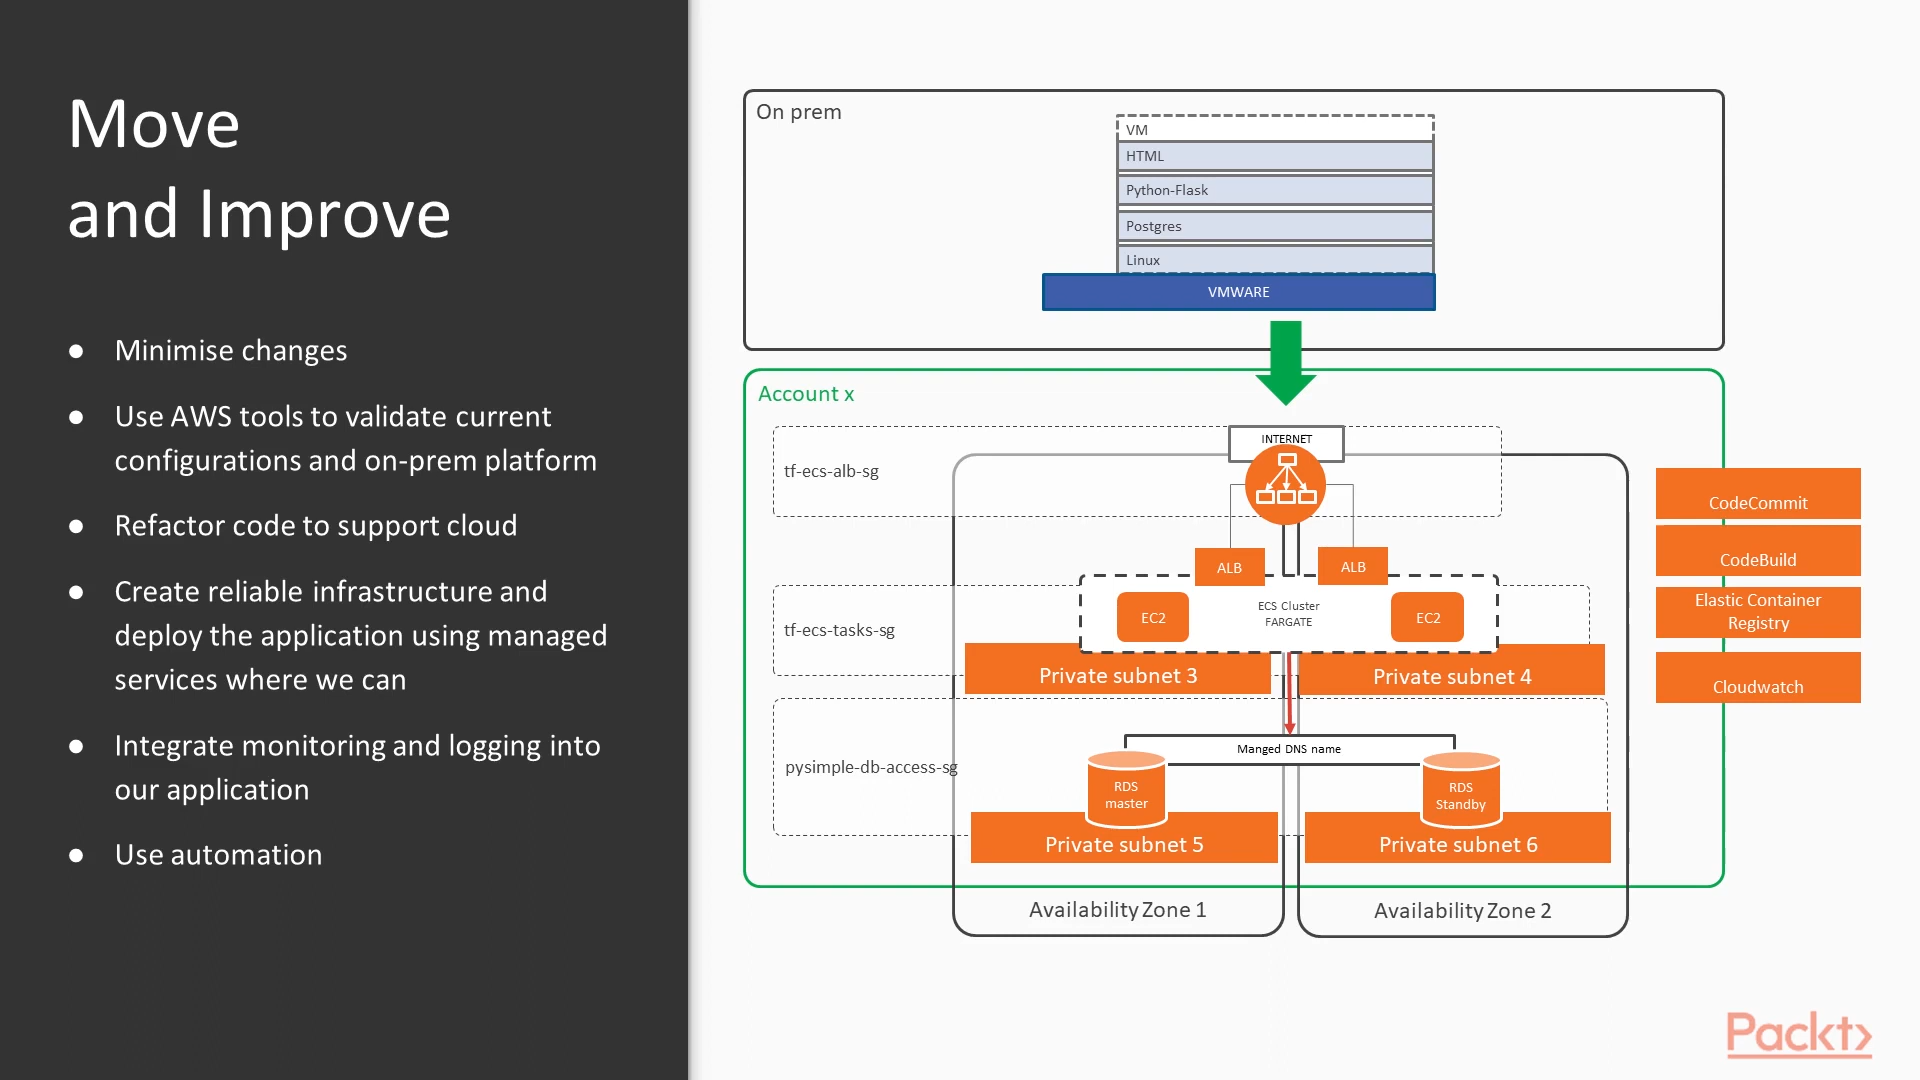 Move
and Improve
● Minimise changes
● Use AWS tools to validate current
configurations and on-prem platform
● Refactor code to support cloud
● Create reliable infrastructure and
deploy the application using managed
services where we can
● Integrate monitoring and logging into
our application
● Use automation
On prem
VM
HTML
Python-Flask
Postgres
Linux
VMWARE
Account x
INTERNET
tf-ecs-alb-sg
ALB
ALB
tf-ecs-tasks-sg
EC2
ECS Cluster
FARGATE
EC2
Private subnet 3
Private subnet 4
Manged DNS name
pysimple-db-access-sg
RDS
master
RDS
Standby
Private subnet 5
Private subnet 6
Availability Zone 1
Availability Zone 2
CodeCommit
CodeBuild
Elastic Container
Registry
Cloudwatch
Packt>